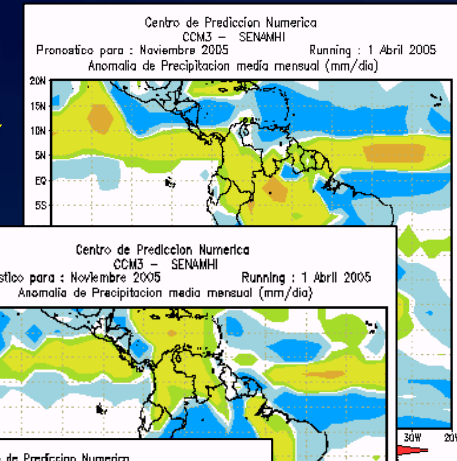 Centro de Prediccion Numerica
CCM3 - SENAMHI
Pronostico para : Noviembre 2005 Running : 1 Abril 2005
Anomalia de Precipitacion media mensual (mm/dia)
20N
15N
10N
5N
EQ
5S
Centro de Prediccion Numerica
CCM3 - SENAMHI
stico para : Noviembre 2005 Running : 1 Abril 2005
Anomalia de Precipitacion media mensual (mm/dia)
30W 20W
de Prediccion Numerica